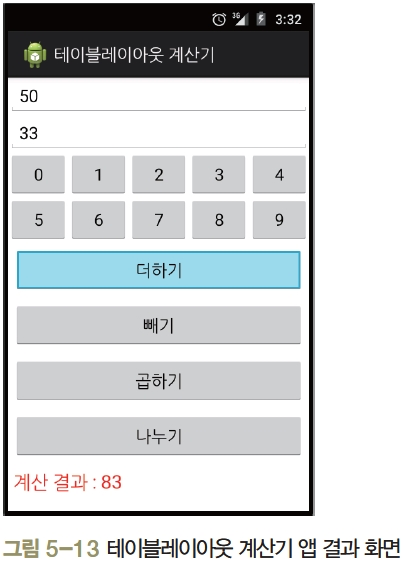 3G 3:32
테이블레이아웃 계산기
50
33
0 1 2 3 4
5 6 7 8 9
더하기
빼기
곱하기
나누기
계산 결과 : 83
그림 5-13 테이블레이아웃 계산기 앱 결과 화면